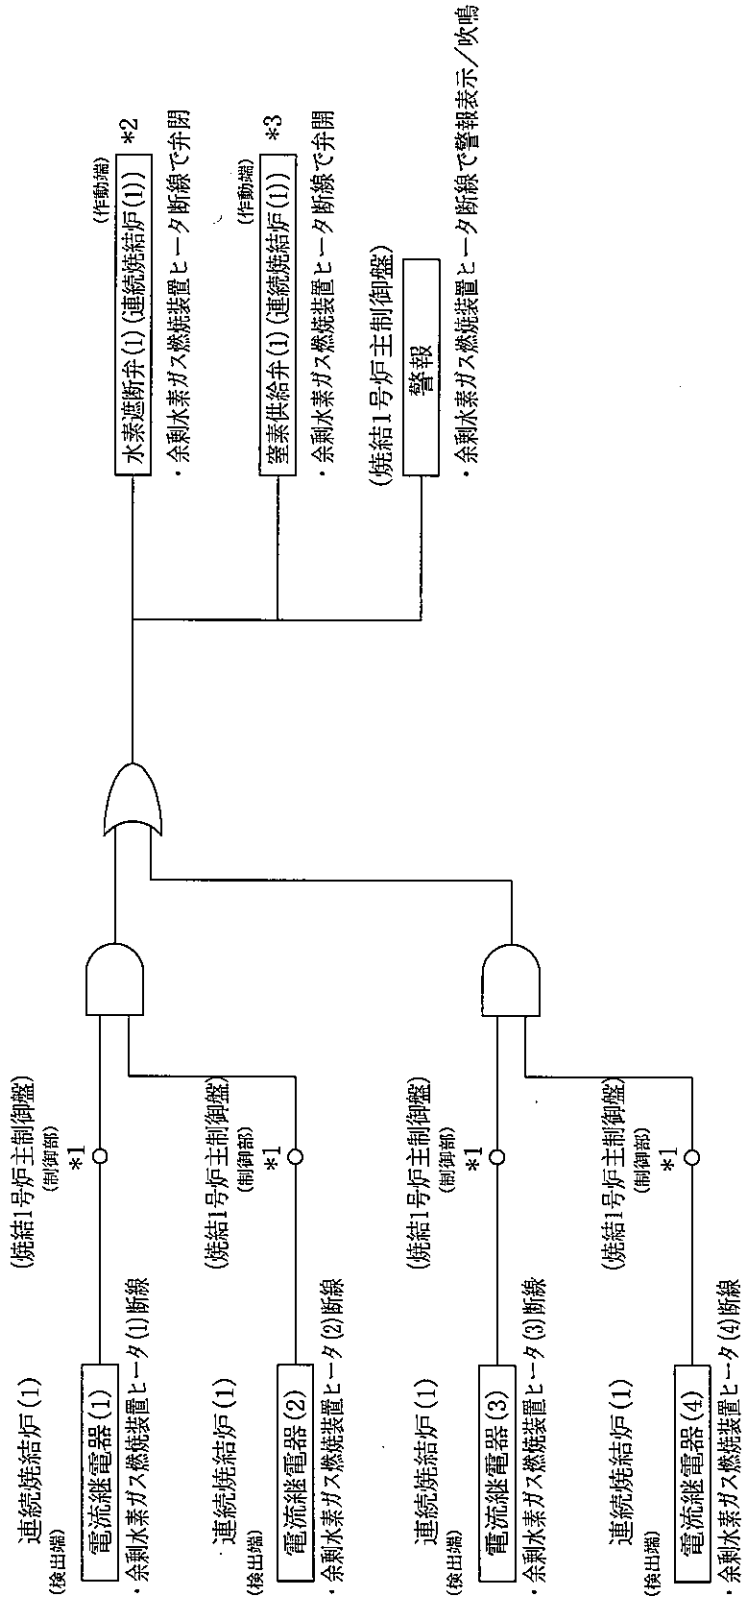 連続焼結炉(1)
(検出端)
電流継電器(1)
・余剰水素ガス燃焼装置ヒータ(1)断線
(焼結1号炉主制御盤)
(制御部)
*1
連続焼結炉(1)
(検出端)
電流継電器(2)
・余剰水素ガス燃焼装置ヒータ(2)断線
(焼結1号炉主制御盤)
(制御部)
*1
連続焼結炉(1)
(検出端)
電流継電器(3)
・余剰水素ガス燃焼装置ヒータ(3)断線
(焼結1号炉主制御盤)
(制御部)
*1
連続焼結炉(1)
(検出端)
電流継電器(4)
・余剰水素ガス燃焼装置ヒータ(4)断線
(焼結1号炉主制御盤)
(制御部)
*1
(作動端)
水素遮断弁(1)(連続焼結炉(1)) *2
・余剰水素ガス燃焼装置ヒータ断線で弁閉
(作動端)
窒素供給弁(1)(連続焼結炉(1)) *3
・余剰水素ガス燃焼装置ヒータ断線で弁開
(焼結1号炉主制御盤)
警報
・余剰水素ガス燃焼装置ヒータ断線で警報表示/吹鳴